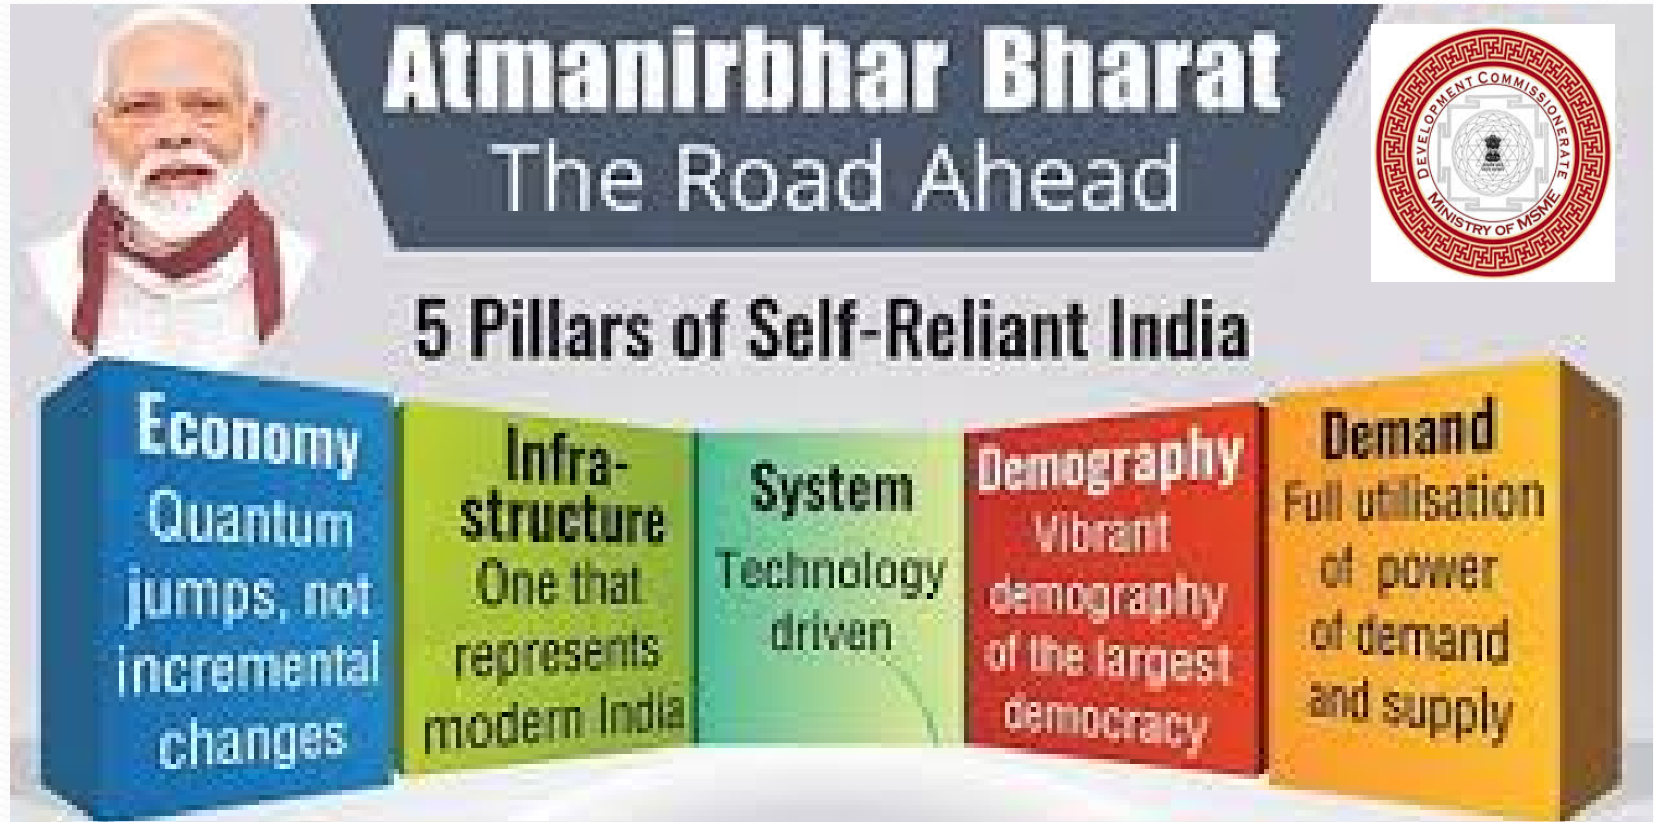 Atmanirbhar Bharat
The Road Ahead
DEVELOPMENT COMMISSIONERATE
MINISTRY OF MSME
5 Pillars of Self-Reliant India
Economy
Quantum
jumps, not
incremental
changes
Infra-
structure
One that
represents
modern India
System
Technology
driven
Demography
Vibrant
demography
of the largest
democracy
Demand
Full utilisation
of power
of demand
and supply